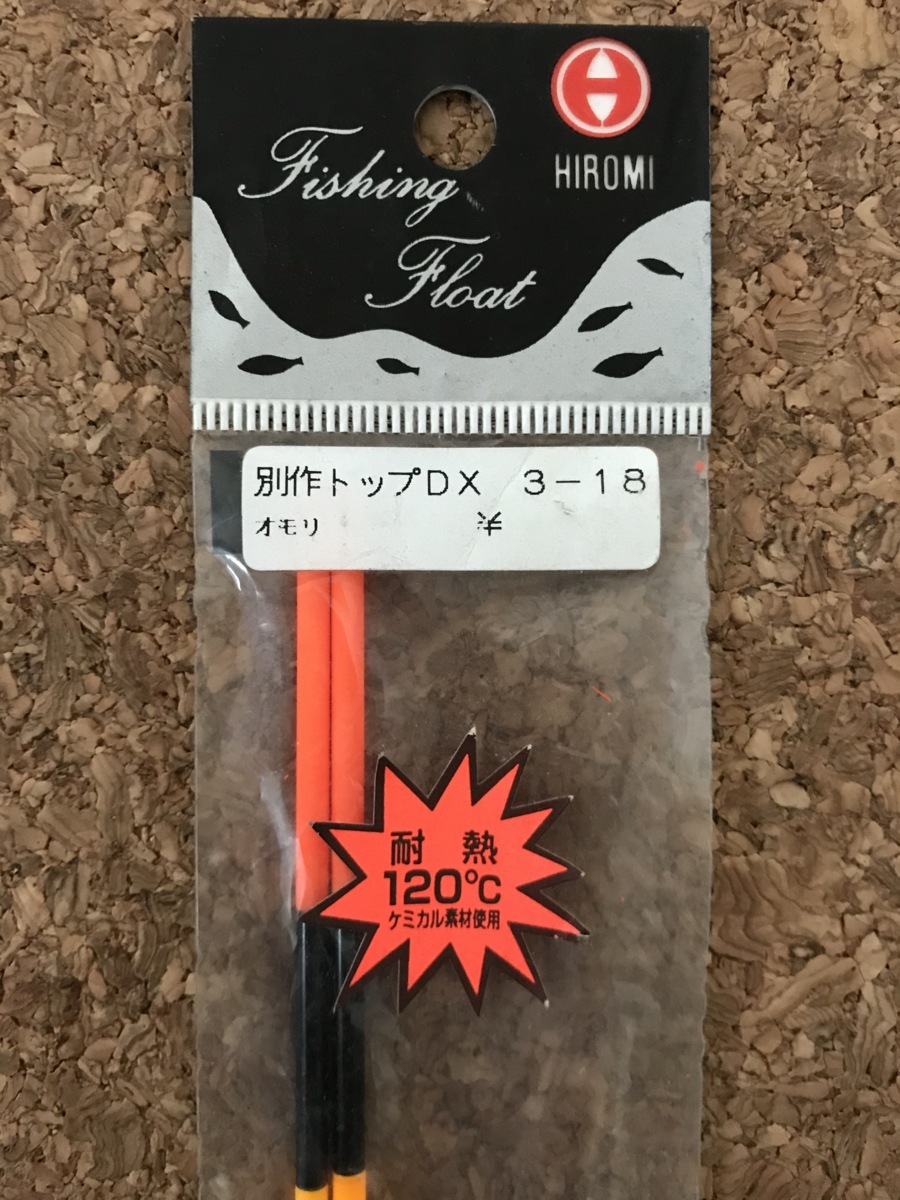 HIROMI
Fishing
Float
別作トップDX 3-18
オモリ ¥
耐熱
120℃
ケミカル素材使用